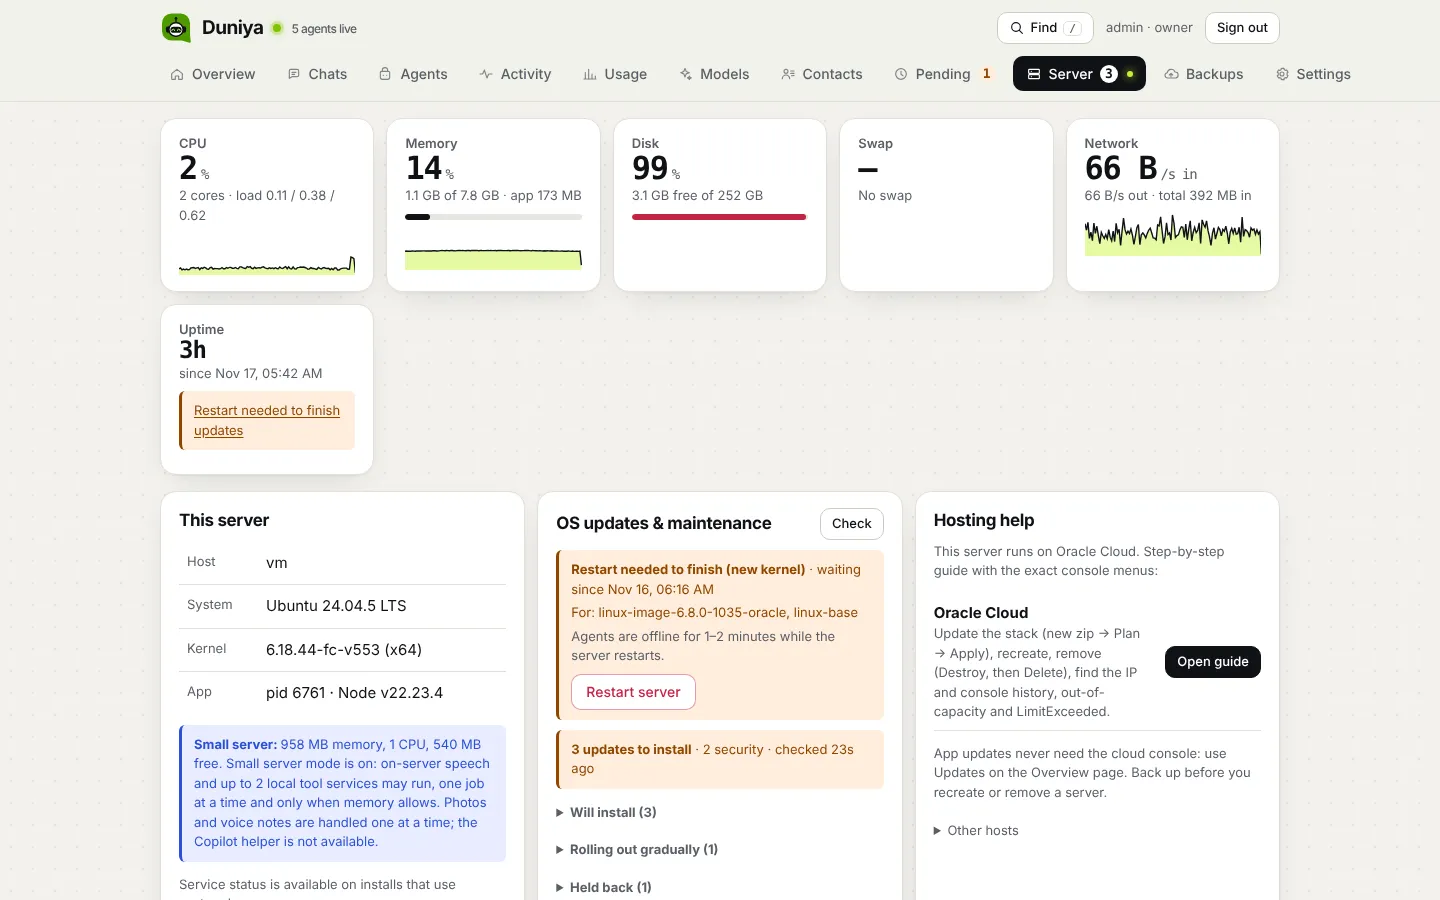 Duniya 5 agents live
Find / admin · owner Sign out
Overview Chats Agents Activity Usage Models Contacts Pending 1 Server 3 Backups Settings
CPU
2 %
2 cores · load 0.11 / 0.38 /
0.62
Memory
14 %
1.1 GB of 7.8 GB · app 173 MB
Disk
99 %
3.1 GB free of 252 GB
Swap
–
No swap
Network
66 B /s in
66 B/s out · total 392 MB in
Uptime
3h
since Nov 17, 05:42 AM
Restart needed to finish
updates
This server
Host vm
System Ubuntu 24.04.5 LTS
Kernel 6.18.44-fc-v553 (x64)
App pid 6761 · Node v22.23.4
Small server: 958 MB memory, 1 CPU, 540 MB
free. Small server mode is on: on-server speech
and up to 2 local tool services may run, one job
at a time and only when memory allows. Photos
and voice notes are handled one at a time; the
Copilot helper is not available.
Service status is available on installs that use
OS updates & maintenance Check
Restart needed to finish (new kernel) · waiting
since Nov 16, 06:16 AM
For: linux-image-6.8.0-1035-oracle, linux-base
Agents are offline for 1–2 minutes while the
server restarts.
Restart server
3 updates to install · 2 security · checked 23s
ago
Will install (3)
Rolling out gradually (1)
Held back (1)
Hosting help
This server runs on Oracle Cloud. Step-by-step
guide with the exact console menus:
Oracle Cloud
Update the stack (new zip → Plan
→ Apply), recreate, remove
(Destroy, then Delete), find the IP
and console history, out-of-
capacity and LimitExceeded.
Open guide
App updates never need the cloud console: use
Updates on the Overview page. Back up before you
recreate or remove a server.
Other hosts